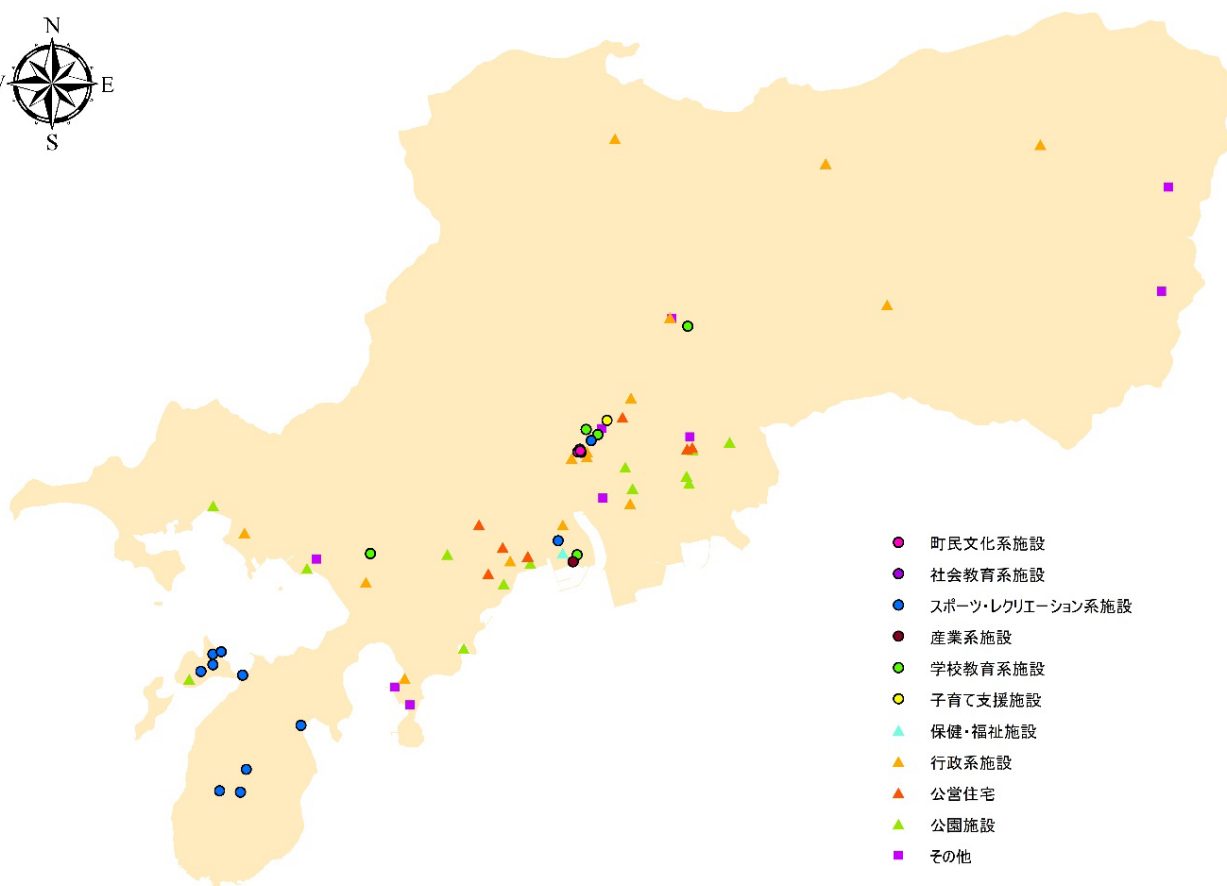 N
W
E
S
町民文化系施設
社会教育系施設
スポーツ・レクリエーション系施設
産業系施設
学校教育系施設
子育て支援施設
保健・福祉施設
行政系施設
公営住宅
公園施設
その他